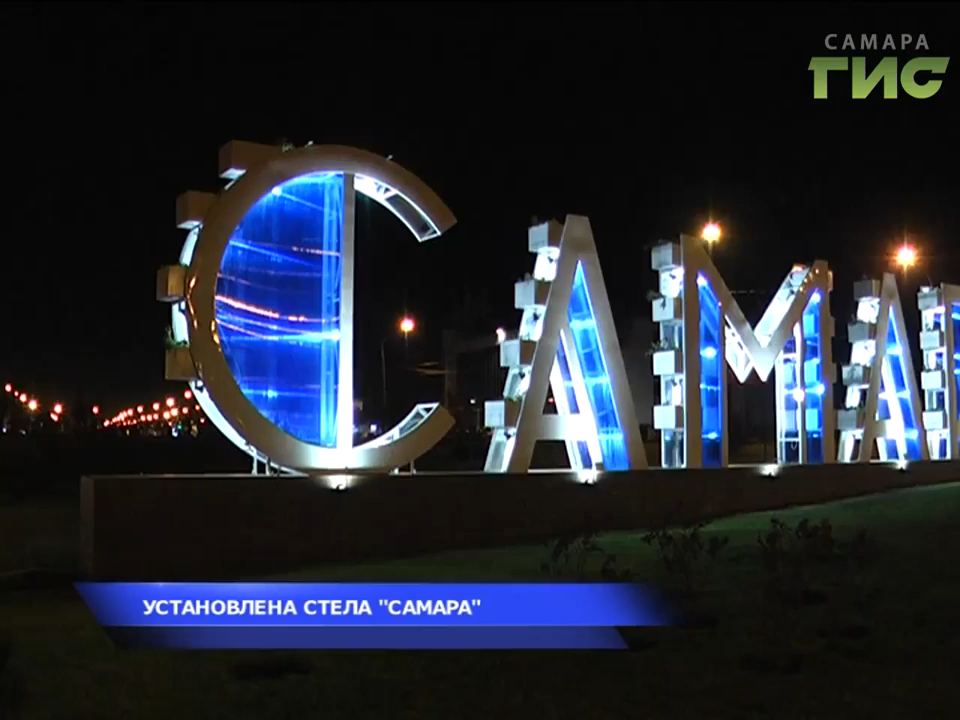 САМАРА
ГИС
САМА
УСТАНОВЛЕНА СТЕЛА "САМАРА"